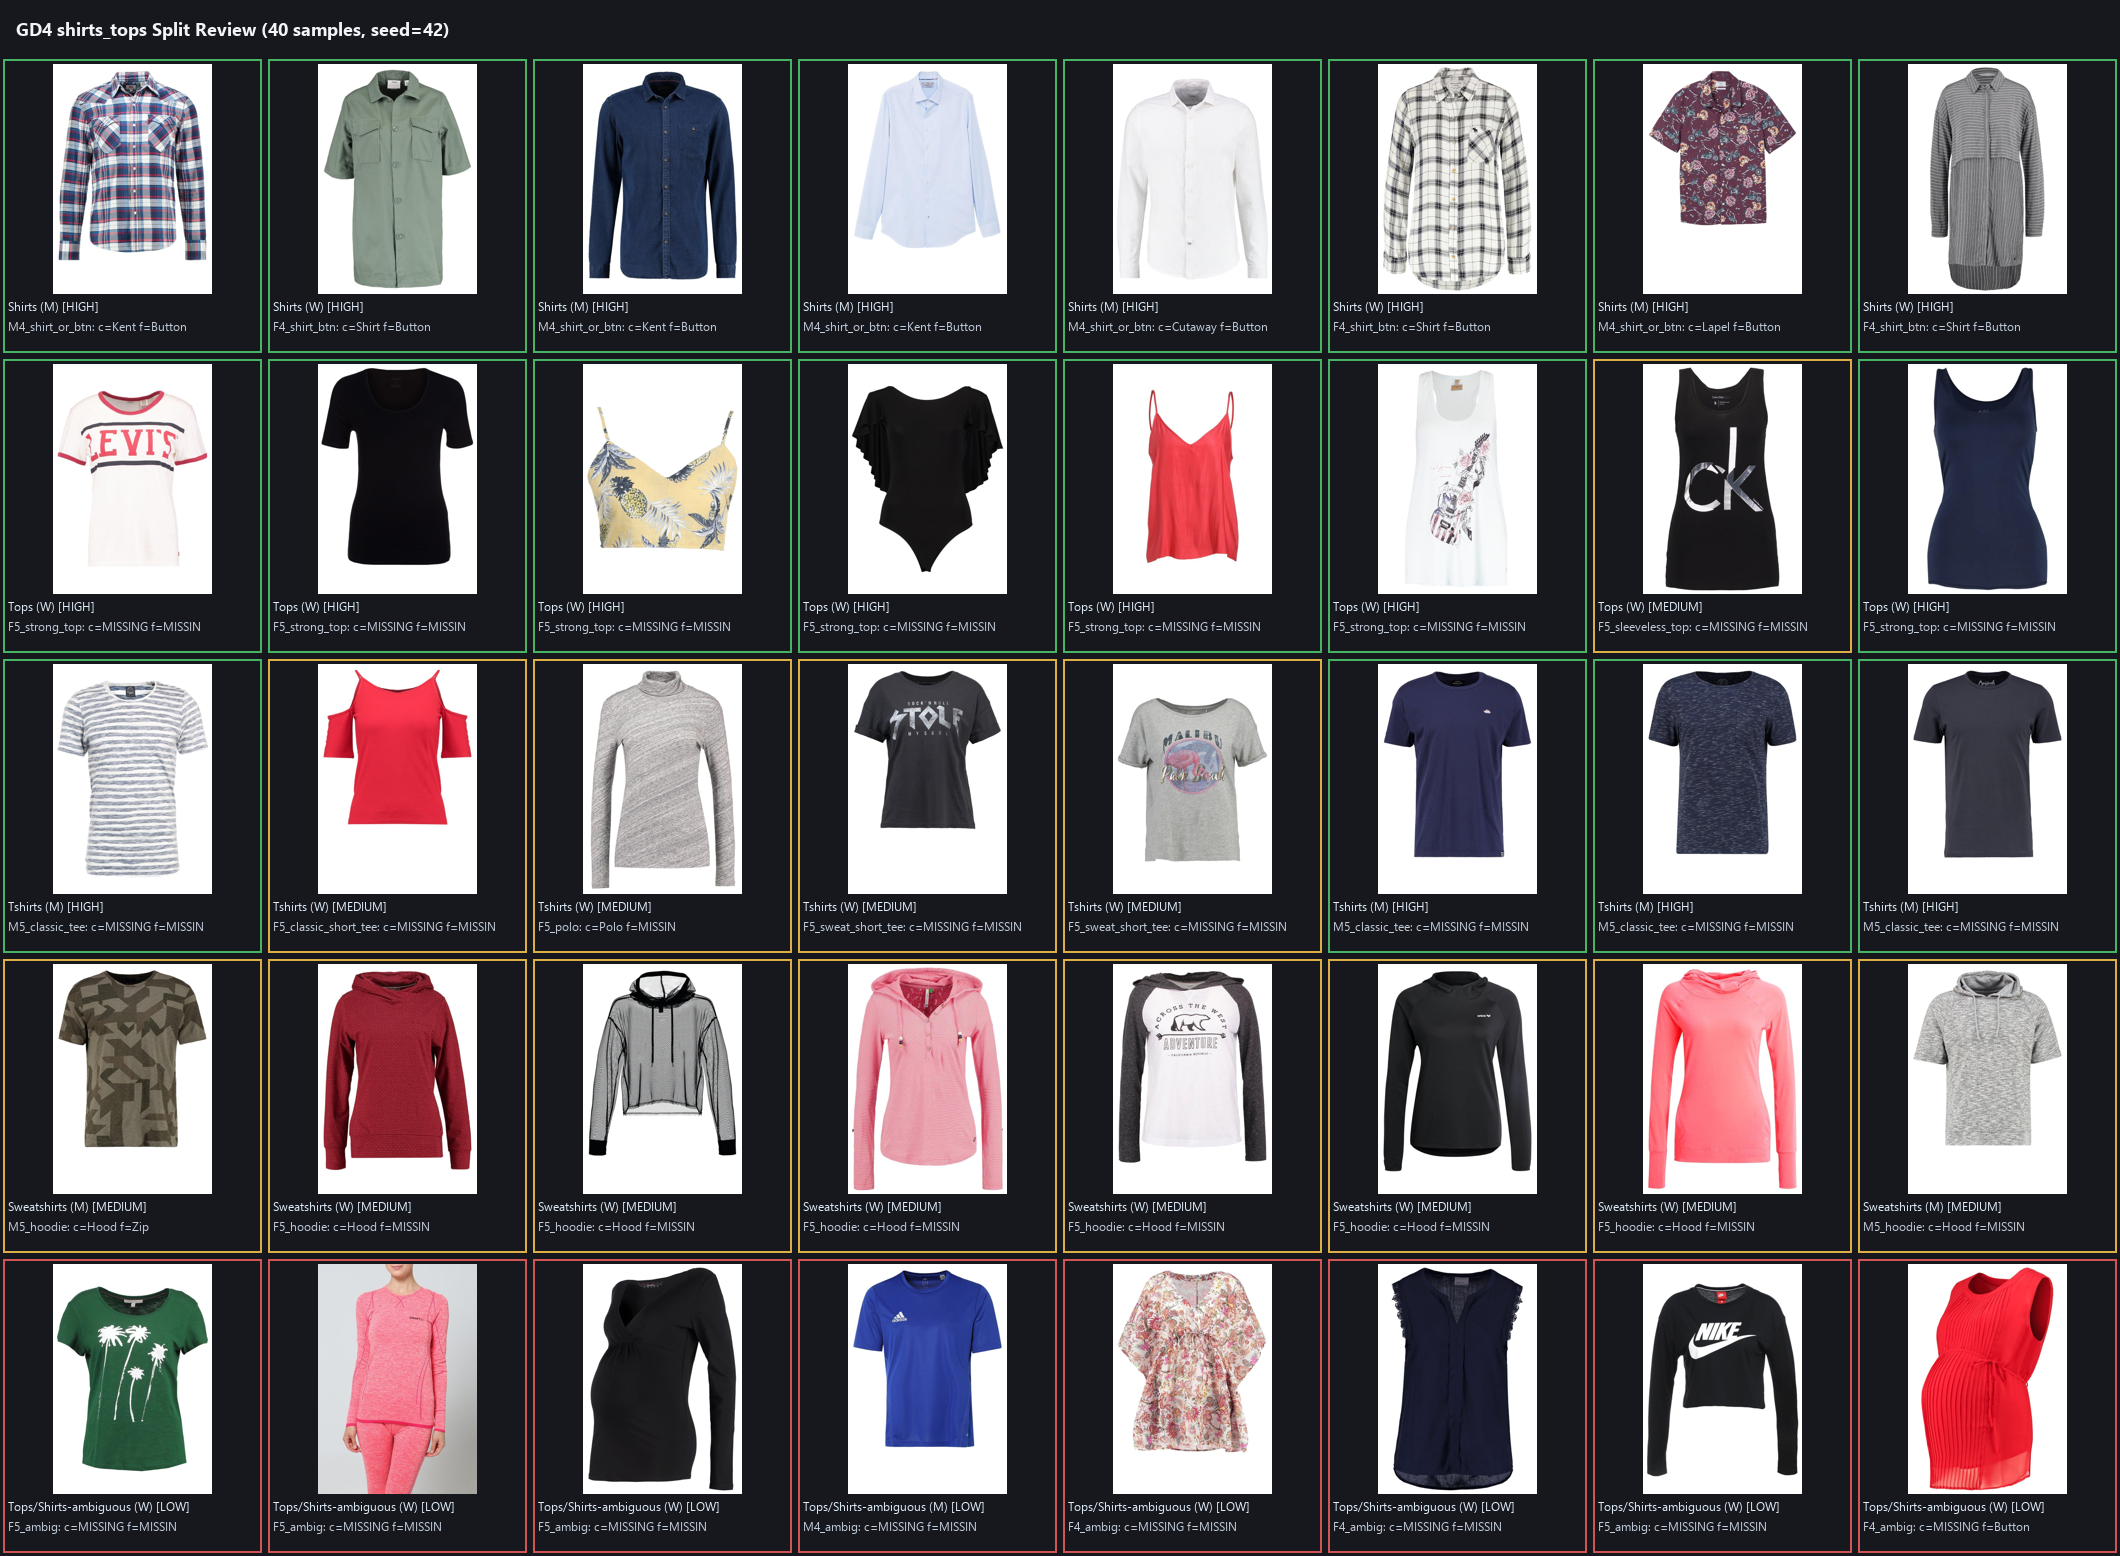 GD4 shirts_tops Split Review (40 samples, seed=42)
Shirts (M) [HIGH]
M4_shirt_or_btn: c=Kent f=Button
Shirts (W) [HIGH]
F4_shirt_btn: c=Shirt f=Button
Shirts (M) [HIGH]
M4_shirt_or_btn: c=Kent f=Button
Shirts (M) [HIGH]
M4_shirt_or_btn: c=Kent f=Button
Shirts (M) [HIGH]
M4_shirt_or_btn: c=Cutaway f=Button
Shirts (W) [HIGH]
F4_shirt_btn: c=Shirt f=Button
Shirts (M) [HIGH]
M4_shirt_or_btn: c=Lapel f=Button
Shirts (W) [HIGH]
F4_shirt_btn: c=Shirt f=Button
LEVI'S
Tops (W) [HIGH]
F5_strong_top: c=MISSING f=MISSIN
Tops (W) [HIGH]
F5_strong_top: c=MISSING f=MISSIN
Tops (W) [HIGH]
F5_strong_top: c=MISSING f=MISSIN
Tops (W) [HIGH]
F5_strong_top: c=MISSING f=MISSIN
Tops (W) [HIGH]
F5_strong_top: c=MISSING f=MISSIN
Tops (W) [HIGH]
F5_strong_top: c=MISSING f=MISSIN
ck
Tops (W) [MEDIUM]
F5_sleeveless_top: c=MISSING f=MISSIN
Tops (W) [HIGH]
F5_strong_top: c=MISSING f=MISSIN
Tshirts (M) [HIGH]
M5_classic_tee: c=MISSING f=MISSIN
Tshirts (W) [MEDIUM]
F5_classic_short_tee: c=MISSING f=MISSIN
Tshirts (W) [MEDIUM]
F5_polo: c=Polo f=MISSIN
ROCK N ROLL
STOLE
MYSOUL
Tshirts (W) [MEDIUM]
F5_sweat_short_tee: c=MISSING f=MISSIN
MALIBU
Tshirts (W) [MEDIUM]
F5_sweat_short_tee: c=MISSING f=MISSIN
Tshirts (M) [HIGH]
M5_classic_tee: c=MISSING f=MISSIN
Tshirts (M) [HIGH]
M5_classic_tee: c=MISSING f=MISSIN
Tshirts (M) [HIGH]
M5_classic_tee: c=MISSING f=MISSIN
Sweatshirts (M) [MEDIUM]
M5_hoodie: c=Hood f=Zip
Sweatshirts (W) [MEDIUM]
F5_hoodie: c=Hood f=MISSIN
Sweatshirts (W) [MEDIUM]
F5_hoodie: c=Hood f=MISSIN
Sweatshirts (W) [MEDIUM]
F5_hoodie: c=Hood f=MISSIN
ACROSS THE WEST
ADVENTURE
CALIFORNIA REPUBLIC
Sweatshirts (W) [MEDIUM]
F5_hoodie: c=Hood f=MISSIN
Sweatshirts (W) [MEDIUM]
F5_hoodie: c=Hood f=MISSIN
Sweatshirts (W) [MEDIUM]
F5_hoodie: c=Hood f=MISSIN
Sweatshirts (M) [MEDIUM]
M5_hoodie: c=Hood f=MISSIN
Tops/Shirts-ambiguous (W) [LOW]
F5_ambig: c=MISSING f=MISSIN
Tops/Shirts-ambiguous (W) [LOW]
F5_ambig: c=MISSING f=MISSIN
Tops/Shirts-ambiguous (W) [LOW]
F5_ambig: c=MISSING f=MISSIN
adidas
Tops/Shirts-ambiguous (M) [LOW]
M4_ambig: c=MISSING f=MISSIN
Tops/Shirts-ambiguous (W) [LOW]
F4_ambig: c=MISSING f=MISSIN
Tops/Shirts-ambiguous (W) [LOW]
F4_ambig: c=MISSING f=MISSIN
NIKE
Tops/Shirts-ambiguous (W) [LOW]
F5_ambig: c=MISSING f=MISSIN
Tops/Shirts-ambiguous (W) [LOW]
F4_ambig: c=MISSING f=Button